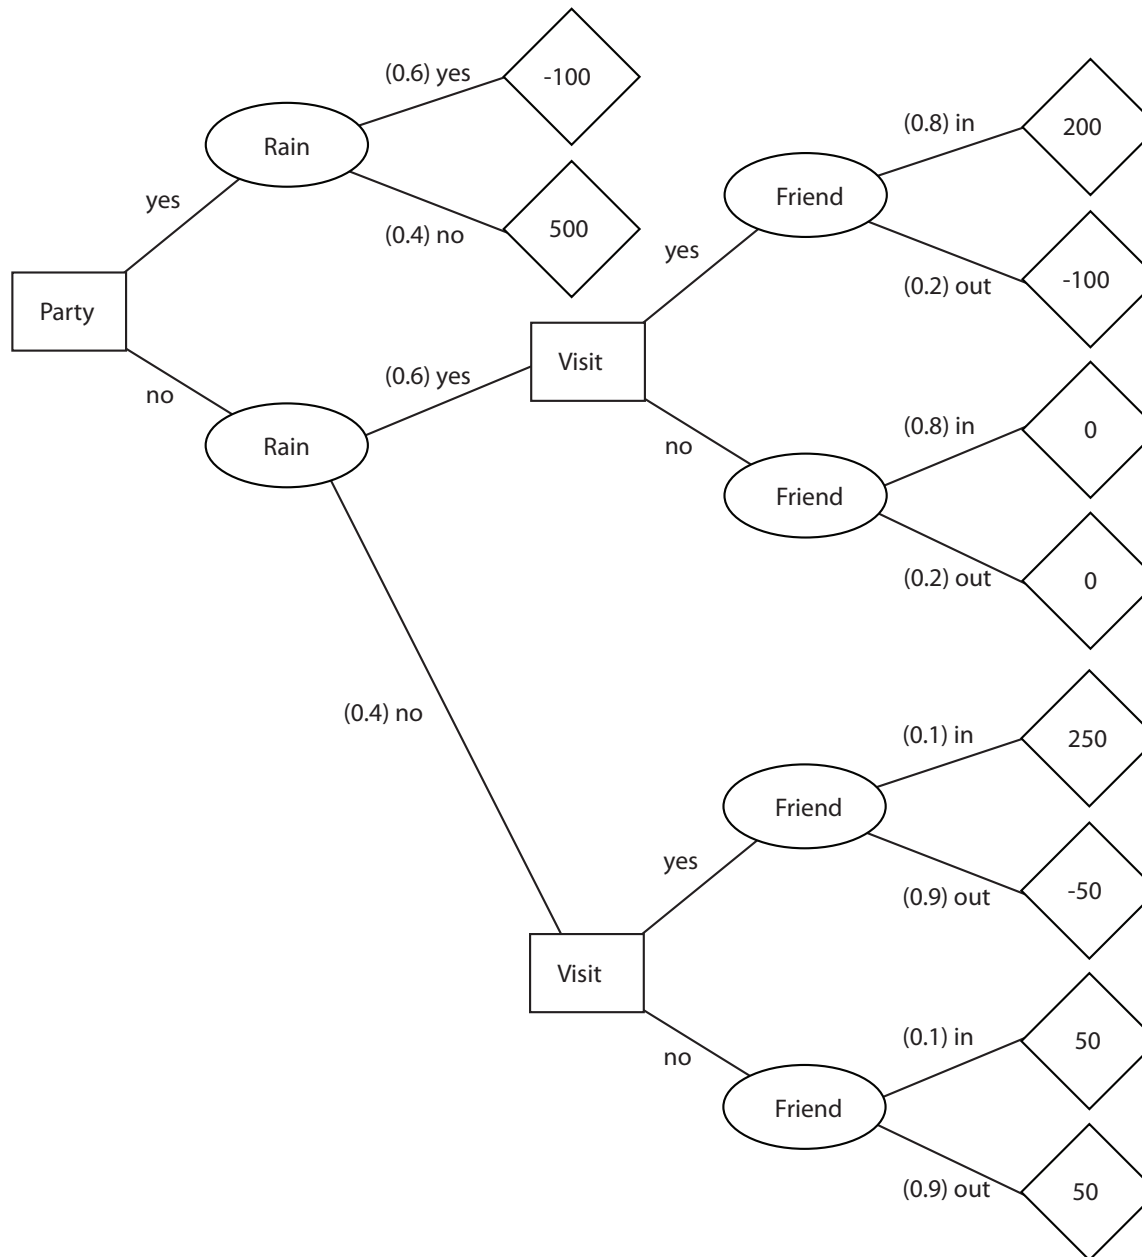 (0.6) yes
-100
Rain
yes
(0.4) no
500
Party
no
Rain
(0.6) yes
Visit
yes
Friend
(0.8) in
200
(0.2) out
-100
no
Friend
(0.8) in
0
(0.2) out
0
(0.4) no
Visit
yes
Friend
(0.1) in
250
(0.9) out
-50
no
Friend
(0.1) in
50
(0.9) out
50